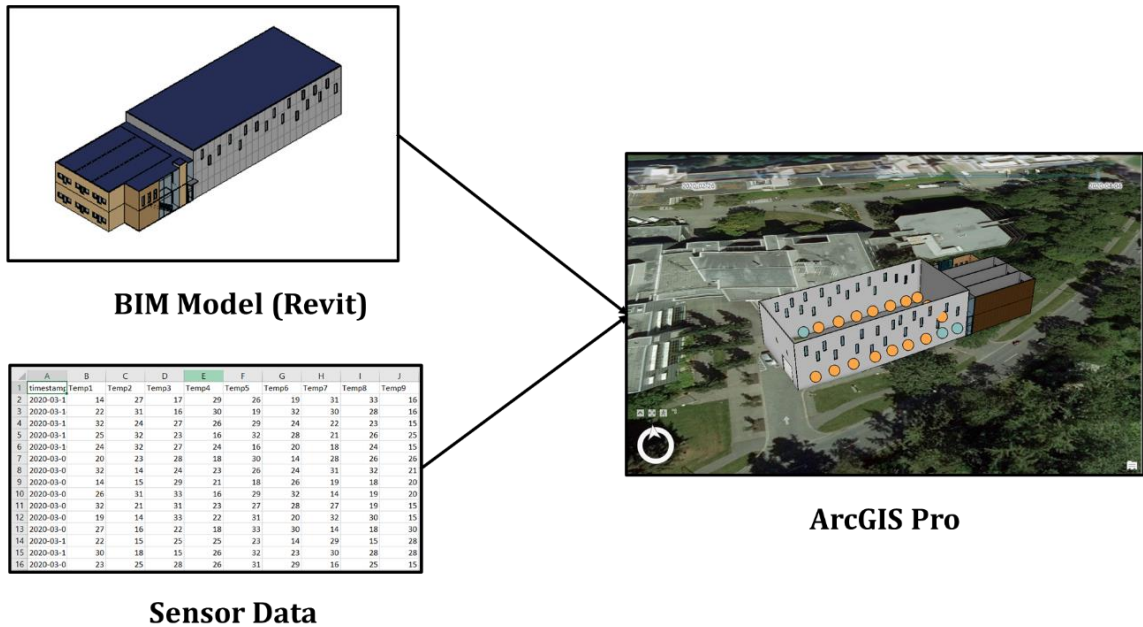 BIM Model (Revit)
A B C D E F G H I J
1 timestamp Temp1 Temp2 Temp3 Temp4 Temp5 Temp6 Temp7 Temp8 Temp9
2 2020-03-1 14 27 17 29 26 19 31 33 16
3 2020-03-1 22 31 16 30 19 32 30 28 16
4 2020-03-1 32 24 27 26 29 24 22 23 15
5 2020-03-1 25 32 23 16 32 28 21 26 25
6 2020-03-1 24 32 27 24 16 20 18 24 15
7 2020-03-0 20 23 28 18 30 14 28 26 26
8 2020-03-0 32 14 24 23 26 24 31 32 21
9 2020-03-0 14 15 29 21 18 26 19 18 20
10 2020-03-0 26 31 33 16 29 32 14 19 20
11 2020-03-0 32 21 31 23 27 28 27 19 15
12 2020-03-0 19 14 33 22 31 20 32 30 15
13 2020-03-0 27 16 22 18 33 30 14 18 30
14 2020-03-1 22 15 25 25 23 14 29 15 28
15 2020-03-1 30 18 15 26 32 23 30 28 28
16 2020-03-0 23 25 28 26 31 29 16 25 15
Sensor Data
ArcGIS Pro